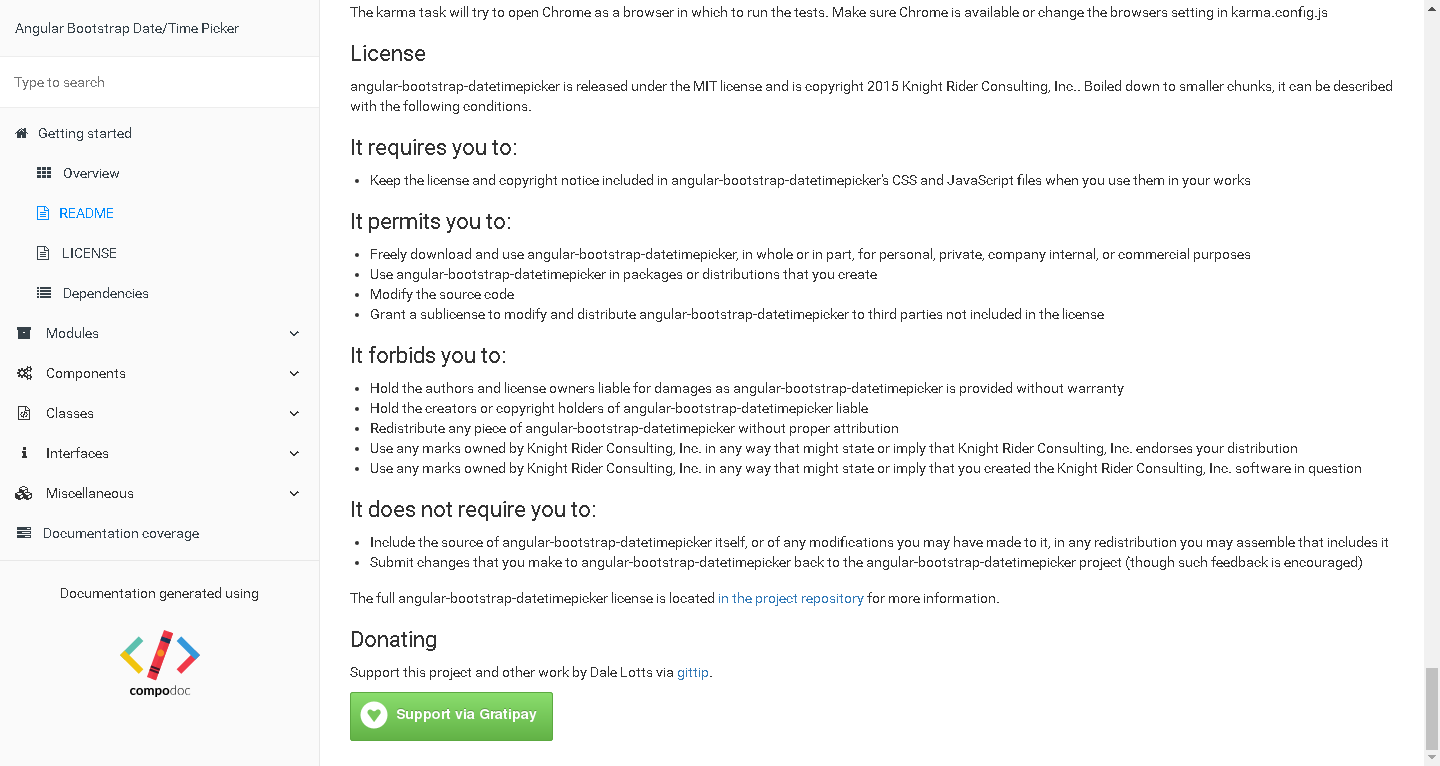 Angular Bootstrap Date/Time Picker
Type to search
Getting started
Overview
README
LICENSE
Dependencies
Modules
Components
Classes
Interfaces
Miscellaneous
Documentation coverage
Documentation generated using
compodoc
The karma task will try to open Chrome as a browser in which to run the tests. Make sure Chrome is available or change the browsers setting in karma.config.js
License
angular-bootstrap-datetimepicker is released under the MIT license and is copyright 2015 Knight Rider Consulting, Inc.. Boiled down to smaller chunks, it can be described
with the following conditions.
It requires you to:
• Keep the license and copyright notice included in angular-bootstrap-datetimepicker's CSS and JavaScript files when you use them in your works
It permits you to:
• Freely download and use angular-bootstrap-datetimepicker, in whole or in part, for personal, private, company internal, or commercial purposes
• Use angular-bootstrap-datetimepicker in packages or distributions that you create
• Modify the source code
• Grant a sublicense to modify and distribute angular-bootstrap-datetimepicker to third parties not included in the license
It forbids you to:
• Hold the authors and license owners liable for damages as angular-bootstrap-datetimepicker is provided without warranty
• Hold the creators or copyright holders of angular-bootstrap-datetimepicker liable
• Redistribute any piece of angular-bootstrap-datetimepicker without proper attribution
• Use any marks owned by Knight Rider Consulting, Inc. in any way that might state or imply that Knight Rider Consulting, Inc. endorses your distribution
• Use any marks owned by Knight Rider Consulting, Inc. in any way that might state or imply that you created the Knight Rider Consulting, Inc. software in question
It does not require you to:
• Include the source of angular-bootstrap-datetimepicker itself, or of any modifications you may have made to it, in any redistribution you may assemble that includes it
• Submit changes that you make to angular-bootstrap-datetimepicker back to the angular-bootstrap-datetimepicker project (though such feedback is encouraged)
The full angular-bootstrap-datetimepicker license is located in the project repository for more information.
Donating
Support this project and other work by Dale Lotts via gittip.
Support via Gratipay